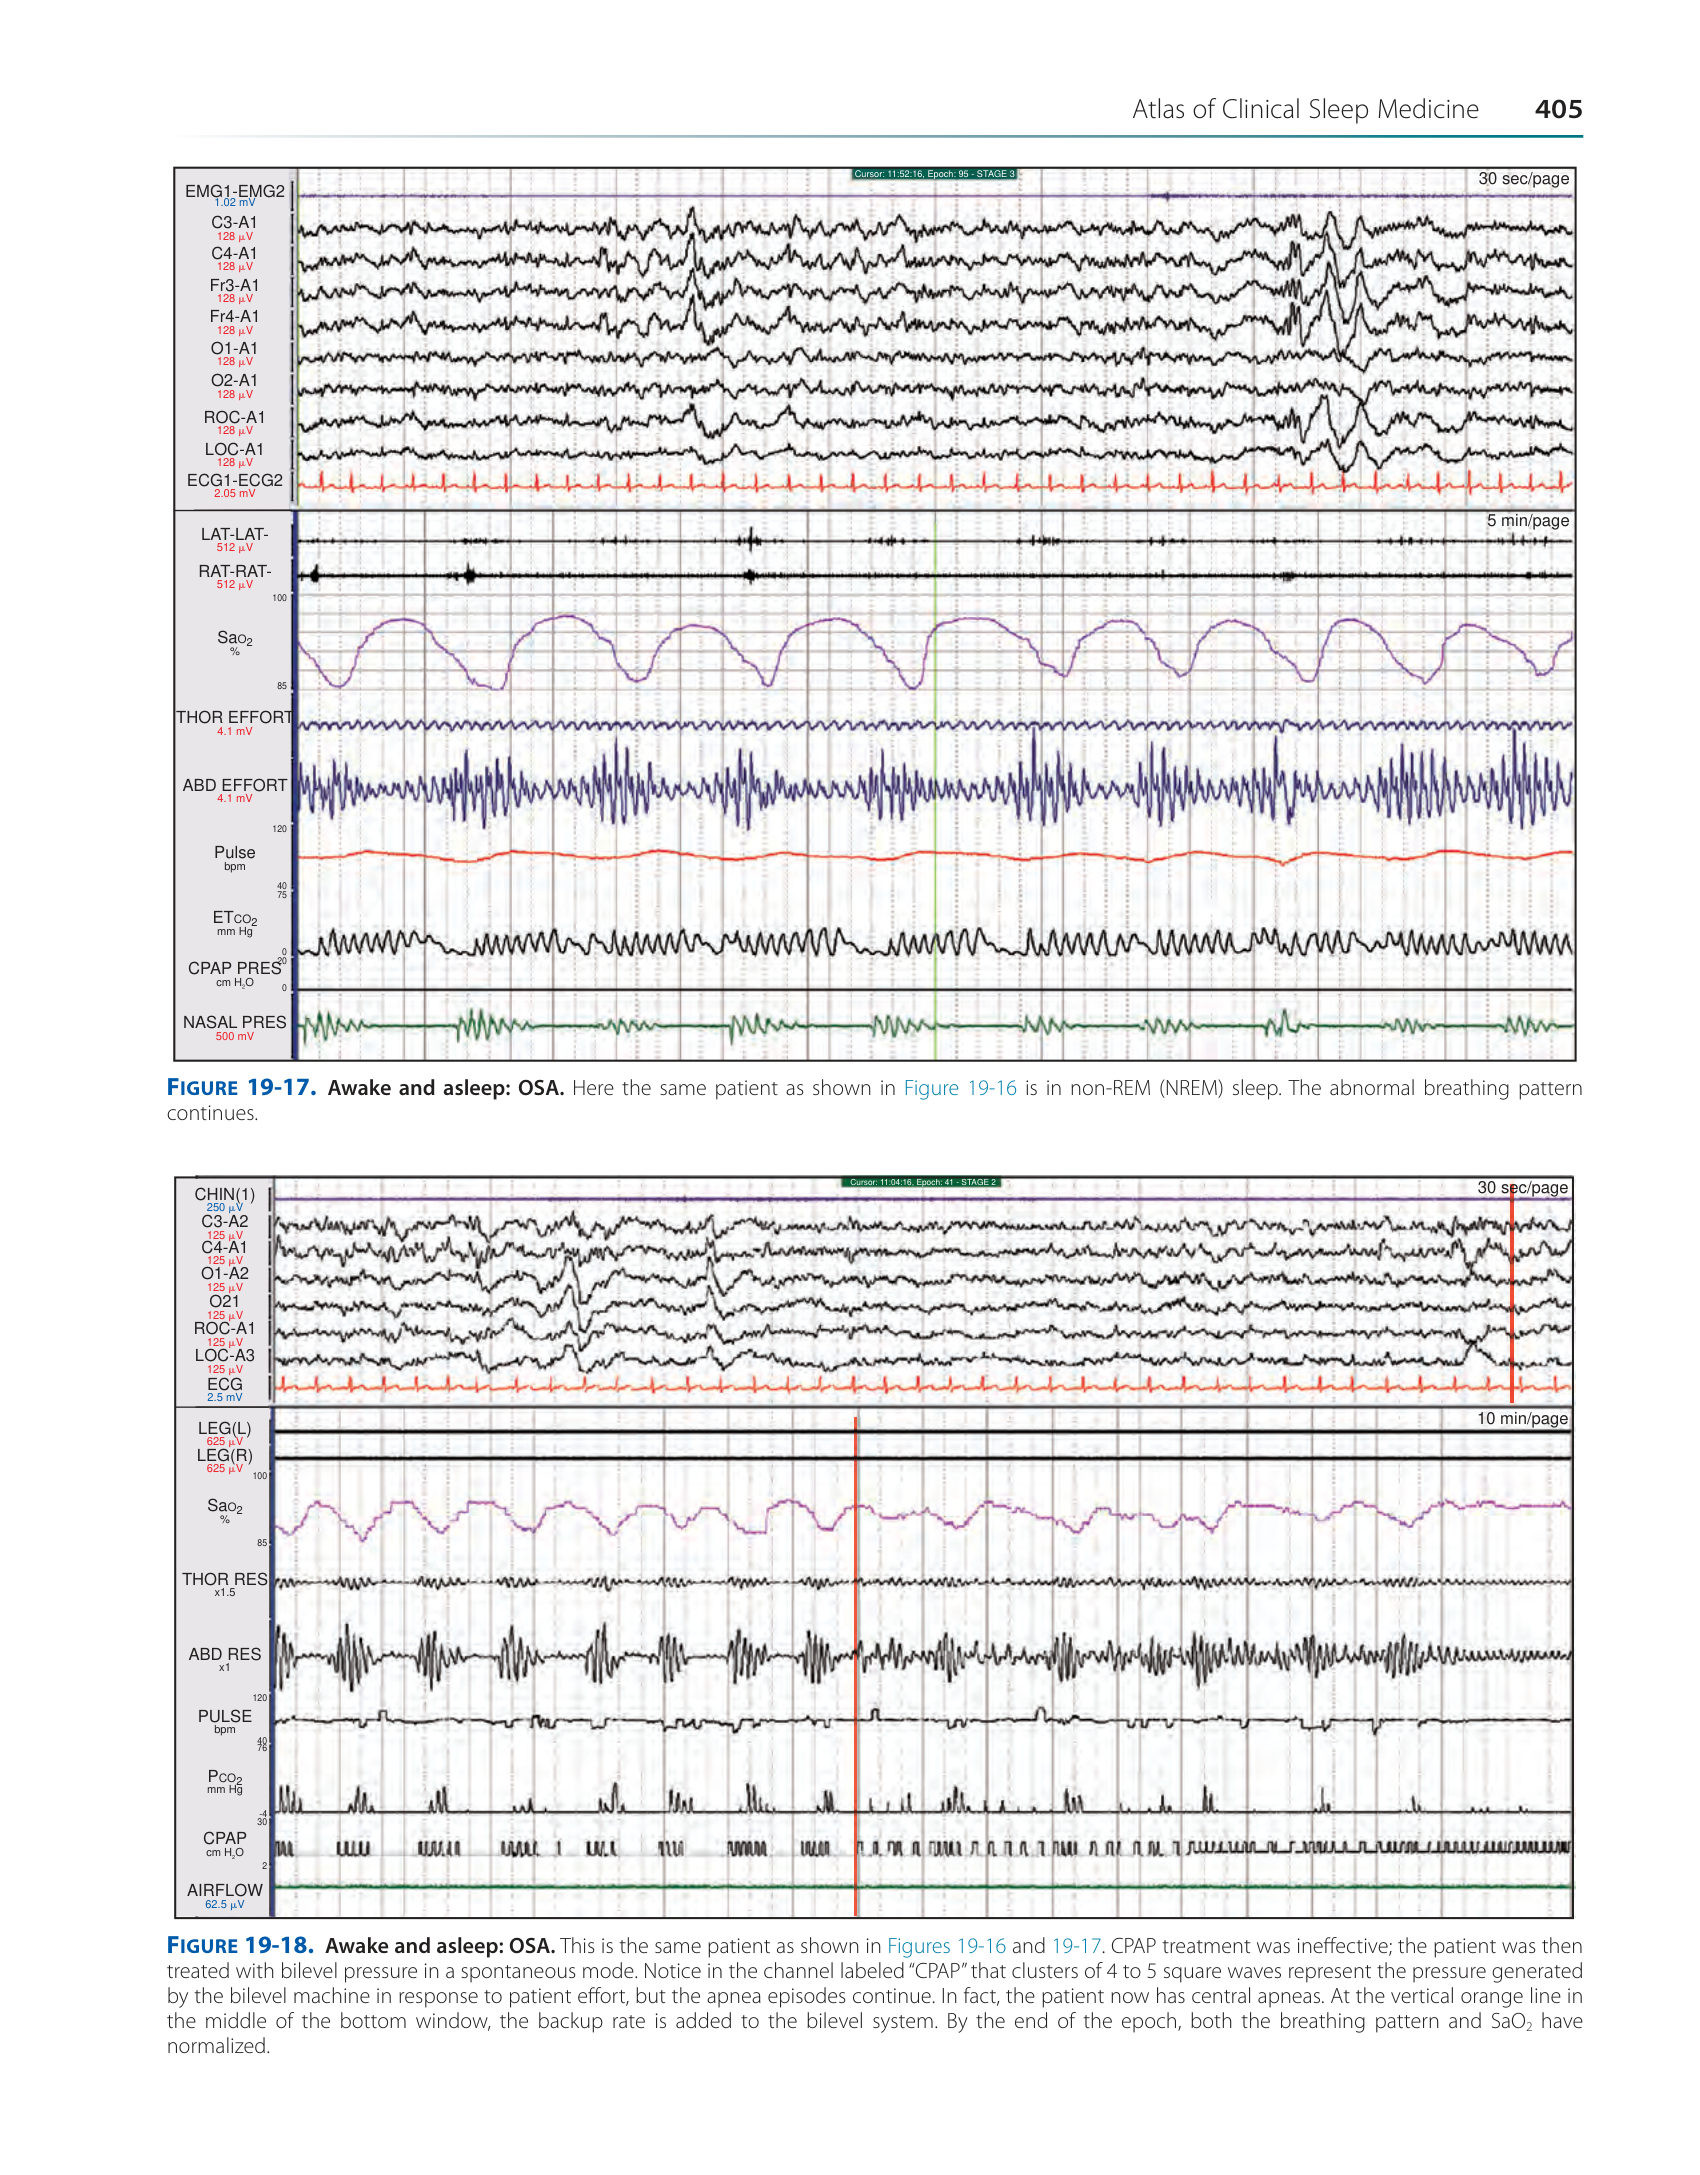 Atlas of Clinical Sleep Medicine 405
Cursor: 11:52:16, Epoch: 95 - STAGE 3
30 sec/page
EMG1-EMG2
1.02 mV
C3-A1
128 µV
C4-A1
128 µV
Fr3-A1
128 µV
Fr4-A1
128 µV
O1-A1
128 µV
O2-A1
128 µV
ROC-A1
128 µV
LOC-A1
128 µV
ECG1-ECG2
2.05 mV
5 min/page
LAT-LAT-
512 µV
RAT-RAT-
512 µV
100
SaO2
%
85
THOR EFFORT
4.1 mV
ABD EFFORT
4.1 mV
120
Pulse
bpm
40
75
ETCO2
mm Hg
0
20
CPAP PRES
cm H2O
0
NASAL PRES
500 mV
FIGURE 19-17. Awake and asleep: OSA. Here the same patient as shown in Figure 19-16 is in non-REM (NREM) sleep. The abnormal breathing pattern
continues.
Cursor: 11:04:16, Epoch: 41 - STAGE 2
30 sec/page
CHIN(1)
250 µV
C3-A2
125 µV
C4-A1
125 µV
O1-A2
125 µV
O21
125 µV
ROC-A1
125 µV
LOC-A3
125 µV
ECG
2.5 mV
10 min/page
LEG(L)
625 µV
LEG(R)
625 µV
100
SaO2
%
85
THOR RES
x1.5
ABD RES
x1
120
PULSE
bpm
40
76
PCO2
mm Hg
-4
30
CPAP
cm H2O
2
AIRFLOW
62.5 µV
FIGURE 19-18. Awake and asleep: OSA. This is the same patient as shown in Figures 19-16 and 19-17. CPAP treatment was ineffective; the patient was then
treated with bilevel pressure in a spontaneous mode. Notice in the channel labeled “CPAP” that clusters of 4 to 5 square waves represent the pressure generated
by the bilevel machine in response to patient effort, but the apnea episodes continue. In fact, the patient now has central apneas. At the vertical orange line in
the middle of the bottom window, the backup rate is added to the bilevel system. By the end of the epoch, both the breathing pattern and SaO2 have
normalized.